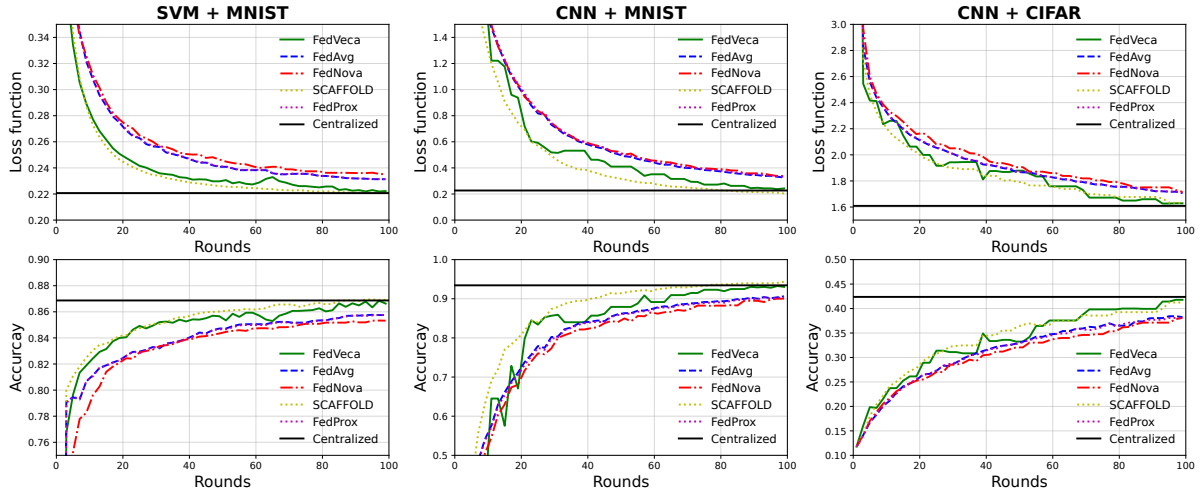 SVM + MNIST
Loss function
0.34
0.32
0.30
0.28
0.26
0.24
0.22
0.20
FedVeca
FedAvg
FedNova
SCAFFOLD
FedProx
Centralized
0 20 40 60 80 100
Rounds
CNN + MNIST
Loss function
1.4
1.2
1.0
0.8
0.6
0.4
0.2
0.0
FedVeca
FedAvg
FedNova
SCAFFOLD
FedProx
Centralized
0 20 40 60 80 100
Rounds
CNN + CIFAR
Loss function
3.0
2.8
2.6
2.4
2.2
2.0
1.8
1.6
FedVeca
FedAvg
FedNova
SCAFFOLD
FedProx
Centralized
0 20 40 60 80 100
Rounds
Accurcay
0.90
0.88
0.86
0.84
0.82
0.80
0.78
0.76
FedVeca
FedAvg
FedNova
SCAFFOLD
FedProx
Centralized
0 20 40 60 80 100
Rounds
Accurcay
1.0
0.9
0.8
0.7
0.6
0.5
FedVeca
FedAvg
FedNova
SCAFFOLD
FedProx
Centralized
0 20 40 60 80 100
Rounds
Accurcay
0.50
0.45
0.40
0.35
0.30
0.25
0.20
0.15
0.10
FedVeca
FedAvg
FedNova
SCAFFOLD
FedProx
Centralized
0 20 40 60 80 100
Rounds